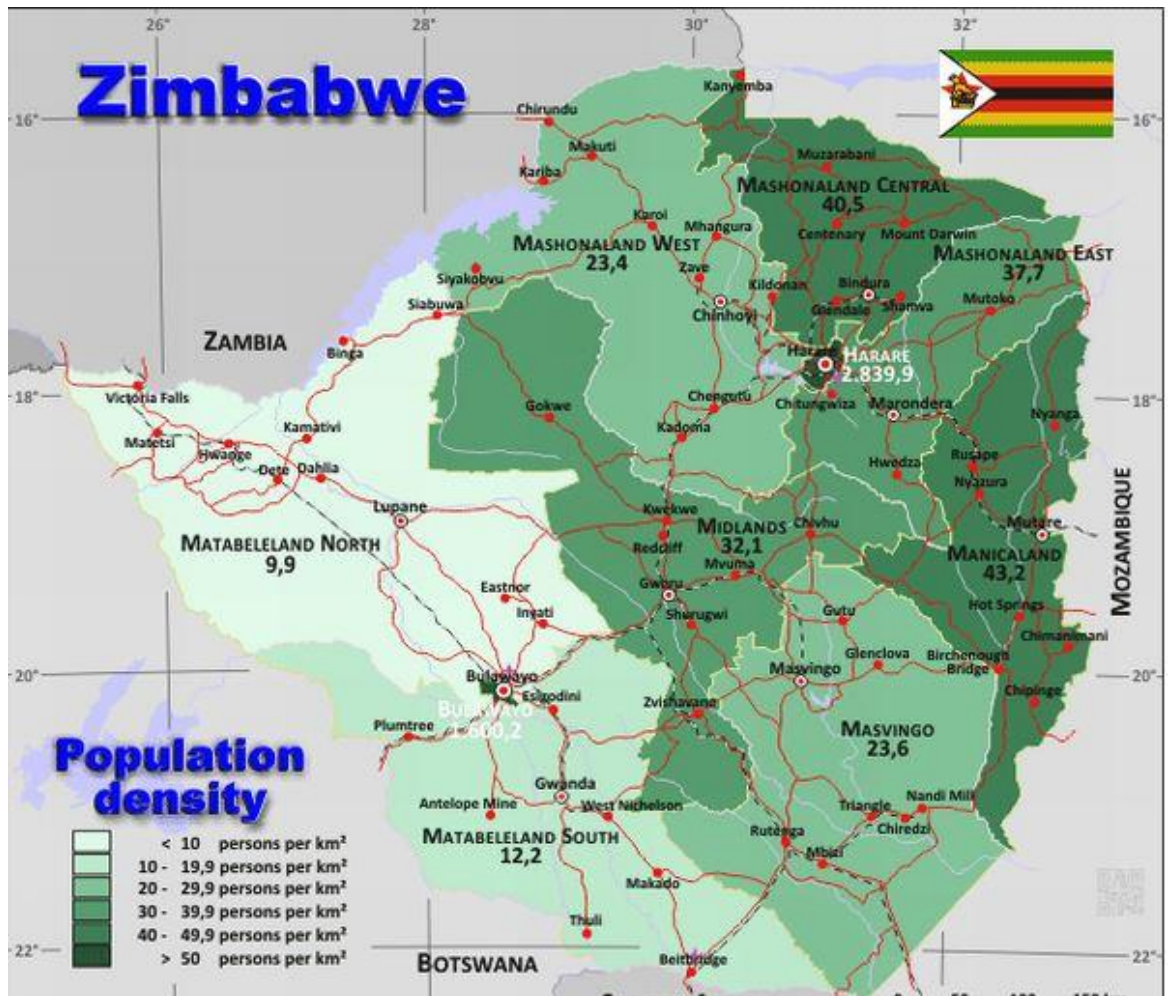 26°
28°
30°
32°
Zimbabwe
Kanyemba
Chirundu
16°
16°
Makuti
Muzarabani
Kariba
MASHONALAND CENTRAL
40,5
Karoi
Mhangura
Centenary
Mount Darwin
MASHONALAND WEST
23,4
MASHONALAND EAST
37,7
Zave
Siyakobvu
Kildonan
Bindura
Siabuwa
Chinhoyi
Glendale
Shamva
Mutoko
ZAMBIA
Binga
Harare
HARARE
2.839,9
Victoria Falls
Chengutu
Chitungwiza
Marondera
18°
18°
Gokwe
Nyanga
Kamativi
Kadoma
Matetsi
Hwange
Dete
Dahlia
Hwedza
Rusape
Nyazura
Lupane
Kwekwe
MIDLANDS
32,1
Chivhu
Mutare
MATABELELAND NORTH
9,9
Redcliff
Mvuma
MANICALAND
43,2
MOZAMBIQUE
Eastnor
Gweru
Inyati
Shurugwi
Gutu
Hot Springs
Chimanimani
Glenclova
Birchenough
Bridge
20°
20°
Masvingo
Bulawayo
BULAWAYO
1.600,2
Esigodini
Zvishavane
Chipinge
Plumtree
MASVINGO
23,6
Population
density
Gwanda
Antelope Mine
West Nichelson
Triangle
Nandi Mill
Chiredzi
MATABELELAND SOUTH
12,2
Rutenga
Mbizi
< 10 persons per km²
10 - 19,9 persons per km²
20 - 29,9 persons per km²
30 - 39,9 persons per km²
40 - 49,9 persons per km²
> 50 persons per km²
Makado
Thuli
22°
22°
BOTSWANA
Beitbridge